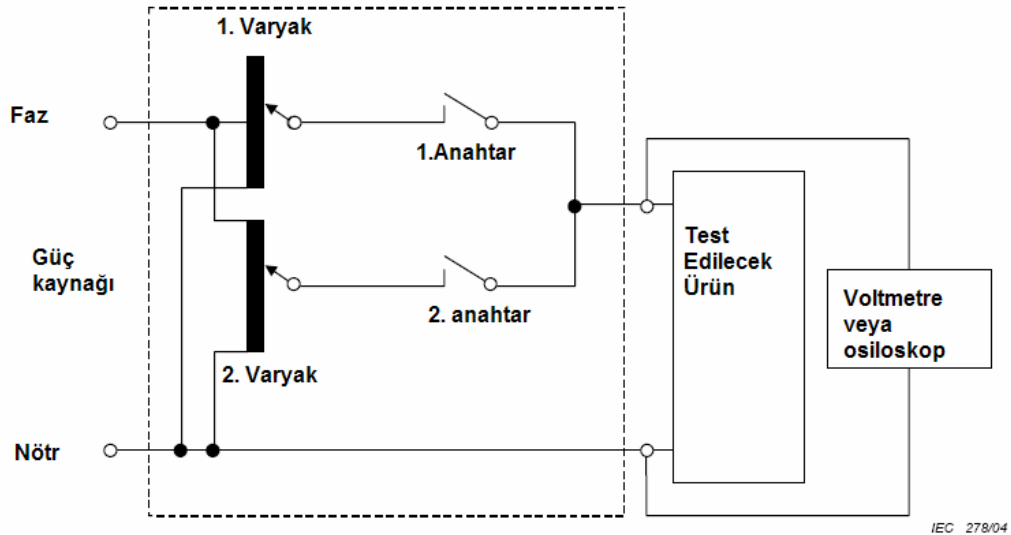 1. Varyak
Faz
1.Anahtar
Güç
kaynağı
2. anahtar
2. Varyak
Nötr
Test
Edilecek
Ürün
Voltmetre
veya
osiloskop
IEC 278/04